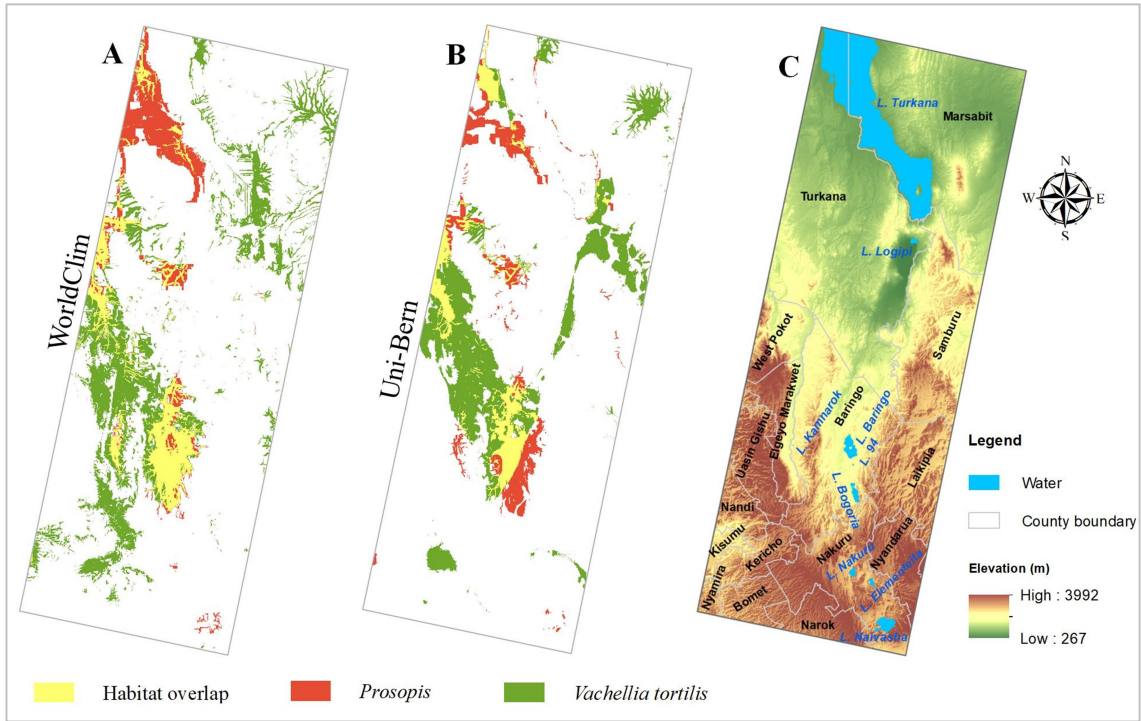 A
B
C
WorldClim
Uni-Bern
L. Turkana
Marsabit
Turkana
L. Logipi
Samburu
West Pokot
Elgeyo Marakwet
Uasin Gishu
L. Kamnarok
Baringo
L. Baringo
L. 94
Laikipia
L. Bogoria
Nandi
Kisumu
Kericho
Nakuru
Nyandarua
L. Nakuru
L. Elementeita
Nyamira
Bomet
Narok
L. Naivasha
N
W
E
S
Legend
Water
County boundary
Elevation (m)
High : 3992
Low : 267
Habitat overlap
Prosopis
Vachellia tortilis